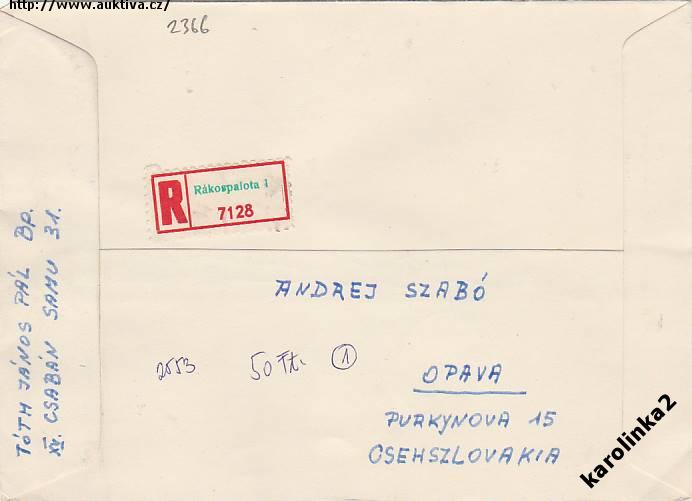 http://www.auktiva.cz/
2366
R
Rákospalota 1
7128
TÓTH JÁNOS PÁL Bp.
XV. CSABÁN SAMU 31.
ANDREJ SZABÓ
2553 50 Ft. 1
OPAVA
PURKYNOVA 15
CSEHSZLOVAKIA
karolinka2